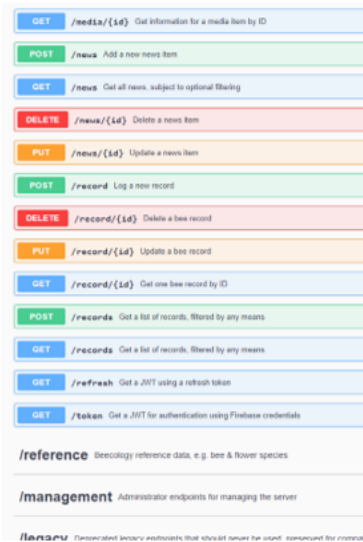 GET /media/{id} Get information for a media item by ID
POST /news Add a new news item
GET /news Get all news, subject to optional filtering
DELETE /news/{id} Delete a news item
PUT /news/{id} Update a news item
POST /record Log a new record
DELETE /record/{id} Delete a bee record
PUT /record/{id} Update a bee record
GET /record/{id} Get one bee record by ID
POST /records Get a list of records, filtered by any means
GET /records Get a list of records, filtered by any means
GET /refresh Get a JWT using a refresh token
GET /token Get a JWT for authentication using Firebase credentials
/reference Beecology reference data, e.g. bee & flower species
/management Administrator endpoints for managing the server
/legacy Deprecated legacy endpoints that should never be used, preserved for